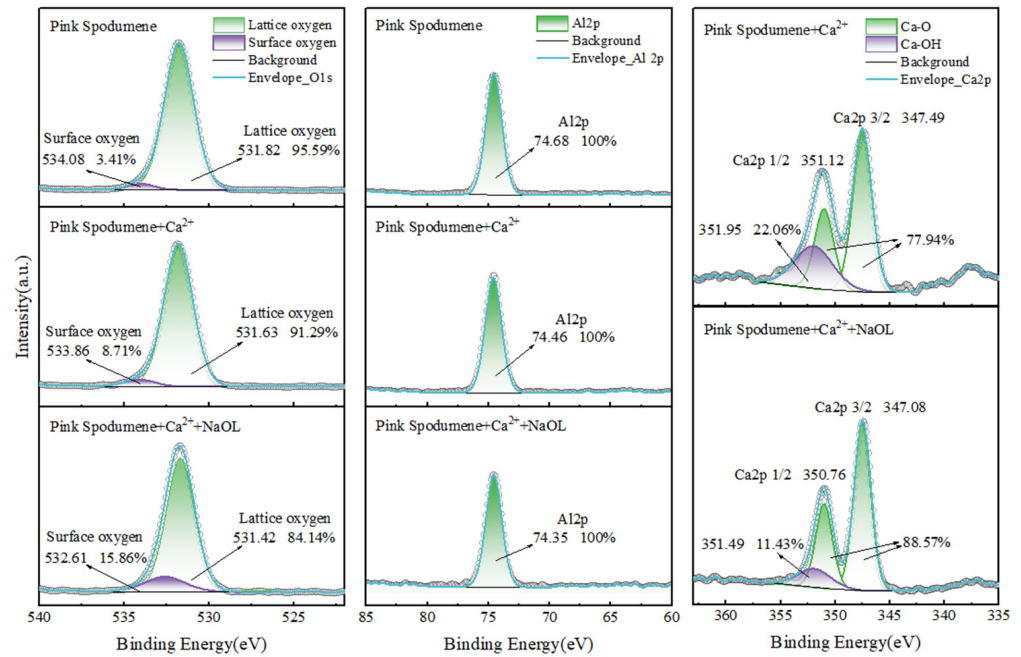 Intensity(a.u.)
Pink Spodumene
Lattice oxygen
Surface oxygen
Background
Envelope_O1s
Surface oxygen
534.08 3.41%
Lattice oxygen
531.82 95.59%
Pink Spodumene+Ca²⁺
Surface oxygen
533.86 8.71%
Lattice oxygen
531.63 91.29%
Pink Spodumene+Ca²⁺+NaOL
Surface oxygen
532.61 15.86%
Lattice oxygen
531.42 84.14%
540 530 520
Binding Energy(eV)
Pink Spodumene
Al2p
Background
Envelope_Al 2p
Al2p
74.68 100%
Pink Spodumene+Ca²⁺
Al2p
74.46 100%
Pink Spodumene+Ca²⁺+NaOL
Al2p
74.35 100%
85 80 75 70 65 60
Binding Energy(eV)
Pink Spodumene+Ca²⁺
Ca-O
Ca-OH
Background
Envelope_Ca2p
Ca2p 3/2 347.49
Ca2p 1/2 351.12
351.95 22.06%
77.94%
Pink Spodumene+Ca²⁺+NaOL
Ca2p 3/2 347.08
Ca2p 1/2 350.76
351.49 11.43%
88.57%
360 355 350 345 340 335
Binding Energy(eV)